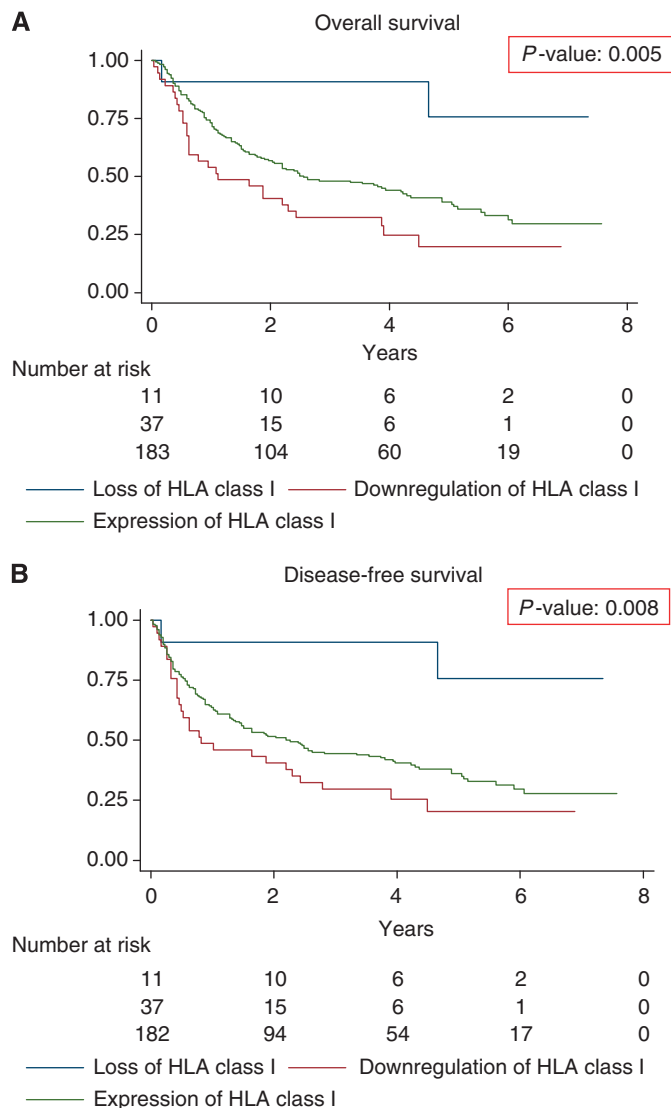 A
Overall survival
P-value: 0.005
1.00
0.75
0.50
0.25
0.00
0 2 4 6 8
Years
Number at risk
11 10 6 2 0
37 15 6 1 0
183 104 60 19 0
Loss of HLA class I Downregulation of HLA class I
Expression of HLA class I
B
Disease-free survival
P-value: 0.008
1.00
0.75
0.50
0.25
0.00
0 2 4 6 8
Years
Number at risk
11 10 6 2 0
37 15 6 1 0
182 94 54 17 0
Loss of HLA class I Downregulation of HLA class I
Expression of HLA class I